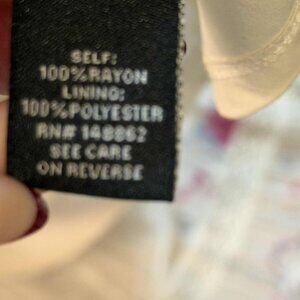 SELF:
100% RAYON
LINING:
100% POLYESTER
RN# 148862
SEE CARE
ON REVERSE